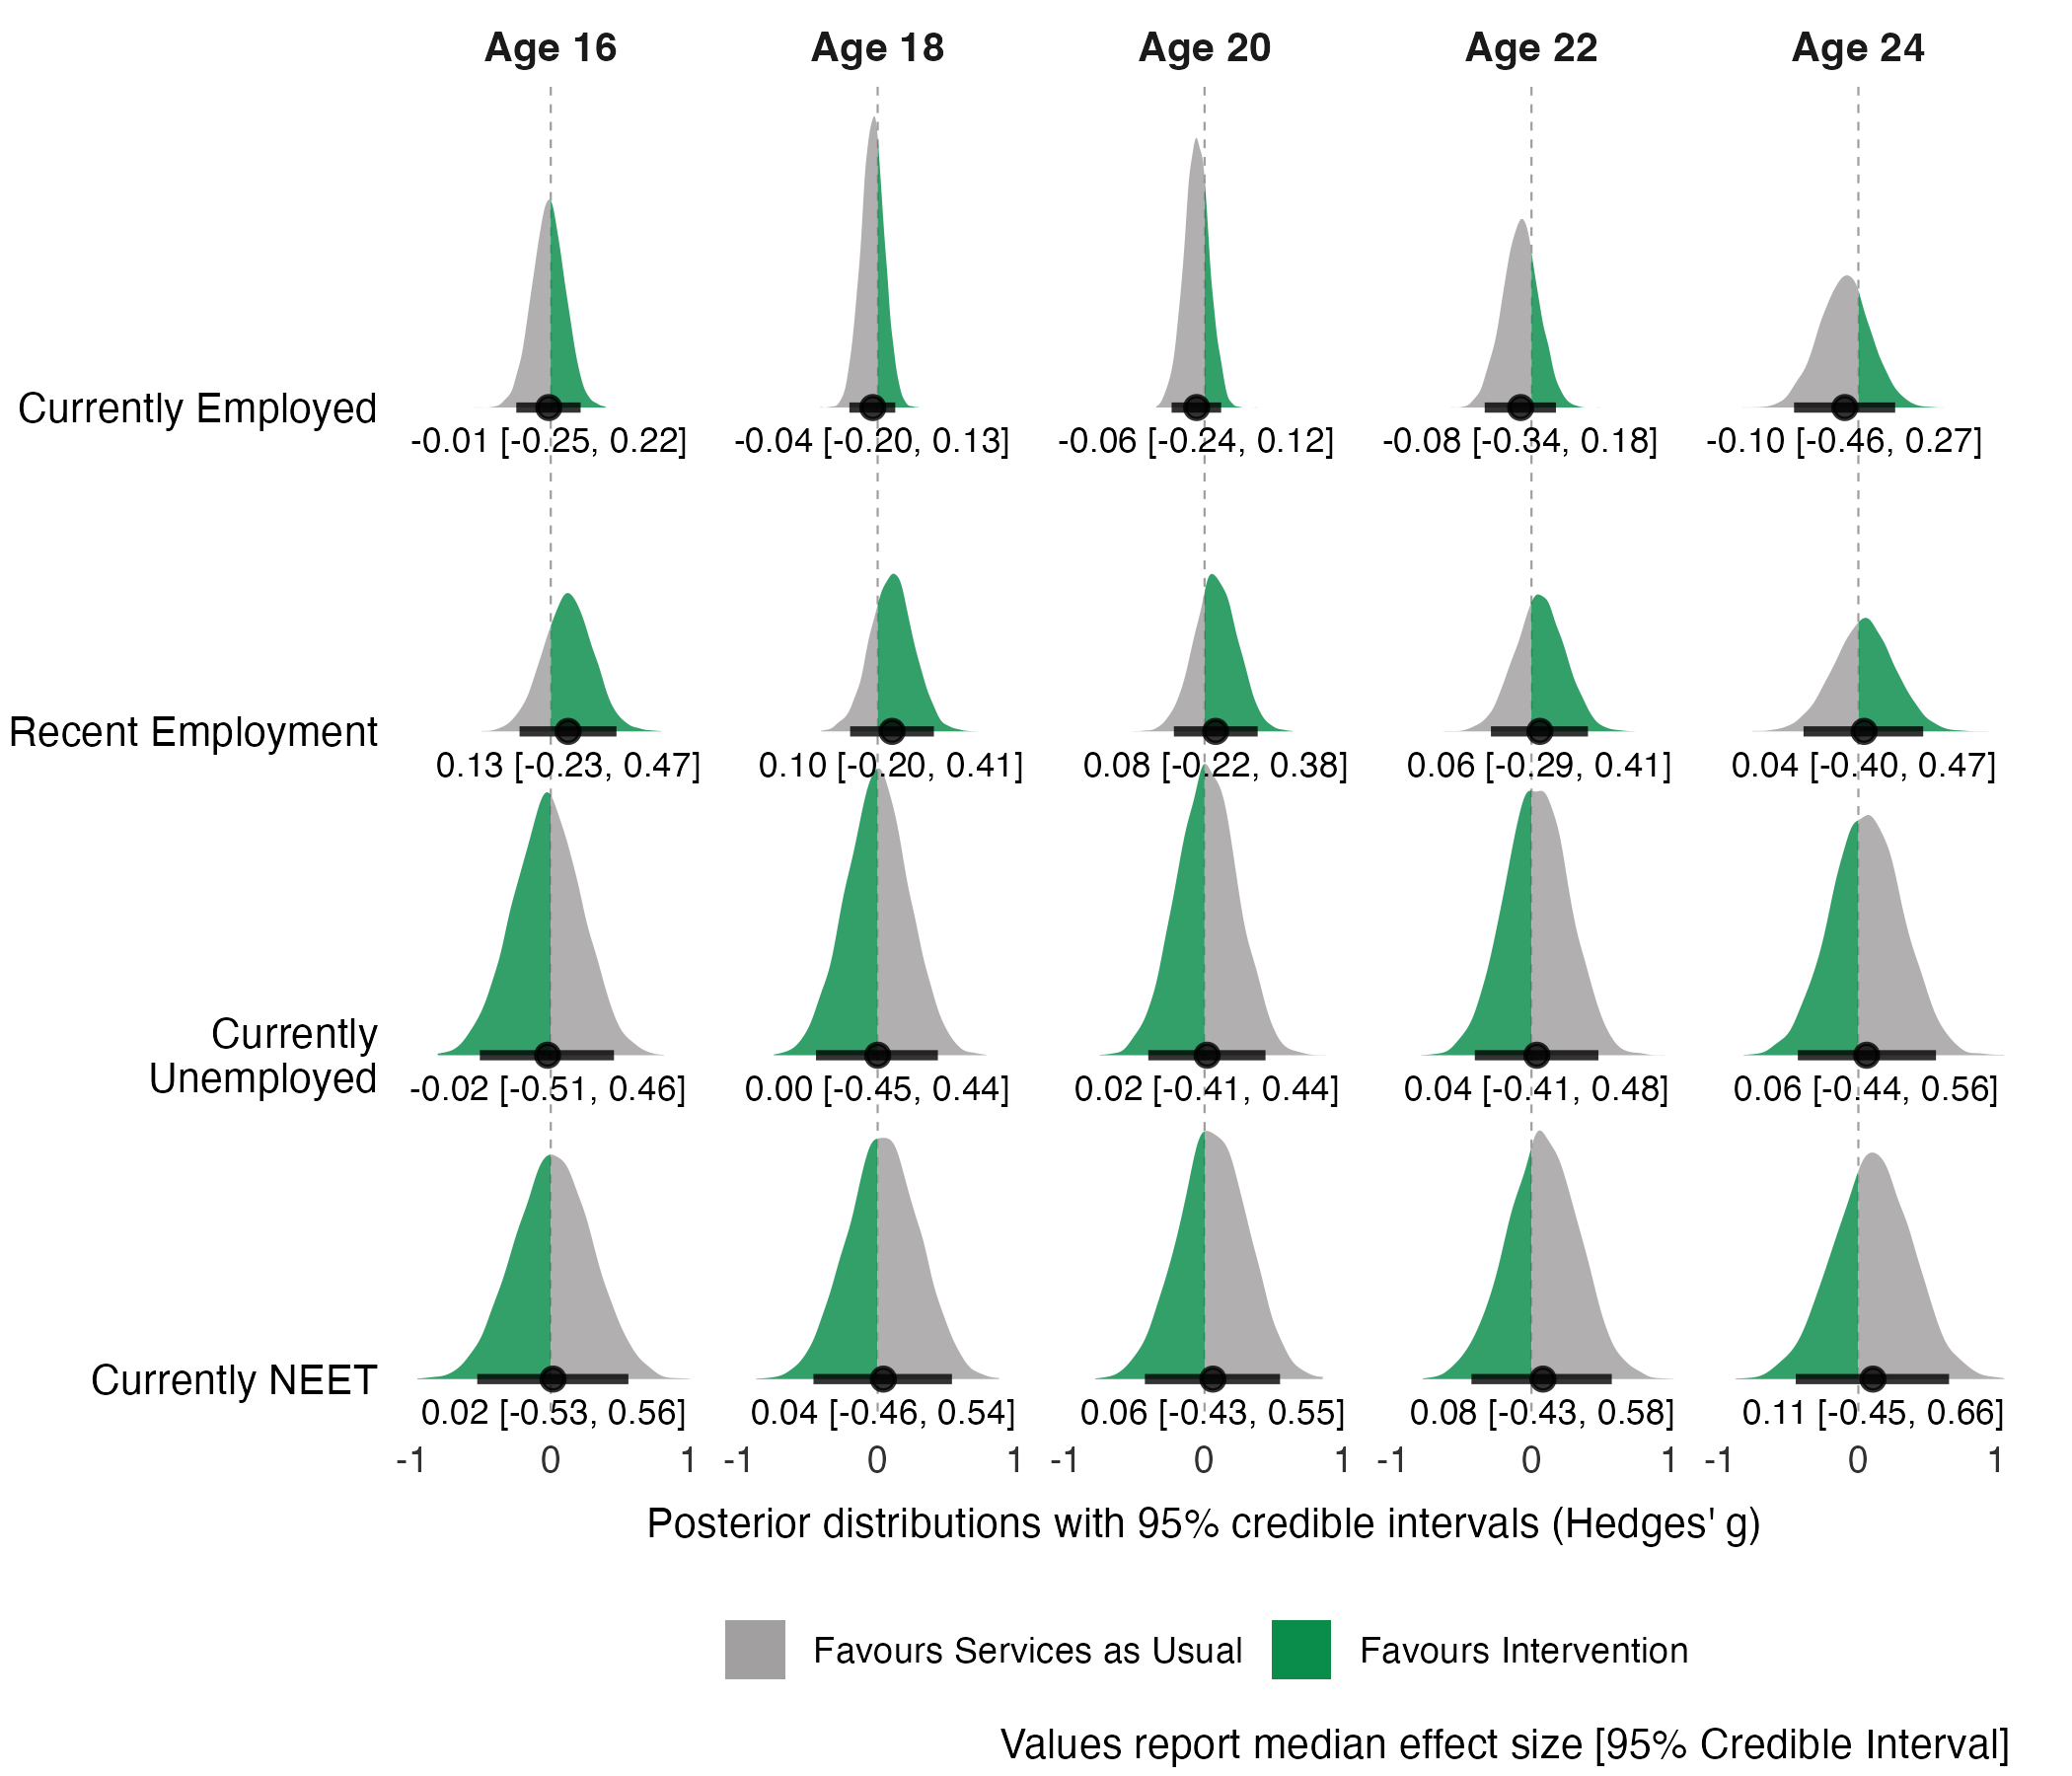 Age 16 Age 18 Age 20 Age 22 Age 24
Currently Employed
-0.01 [-0.25, 0.22] -0.04 [-0.20, 0.13] -0.06 [-0.24, 0.12] -0.08 [-0.34, 0.18] -0.10 [-0.46, 0.27]
Recent Employment
0.13 [-0.23, 0.47] 0.10 [-0.20, 0.41] 0.08 [-0.22, 0.38] 0.06 [-0.29, 0.41] 0.04 [-0.40, 0.47]
Currently
Unemployed
-0.02 [-0.51, 0.46] 0.00 [-0.45, 0.44] 0.02 [-0.41, 0.44] 0.04 [-0.41, 0.48] 0.06 [-0.44, 0.56]
Currently NEET
0.02 [-0.53, 0.56] 0.04 [-0.46, 0.54] 0.06 [-0.43, 0.55] 0.08 [-0.43, 0.58] 0.11 [-0.45, 0.66]
-1 0 1 -1 0 1 -1 0 1 -1 0 1 -1 0 1
Posterior distributions with 95% credible intervals (Hedges' g)
Favours Services as Usual Favours Intervention
Values report median effect size [95% Credible Interval]